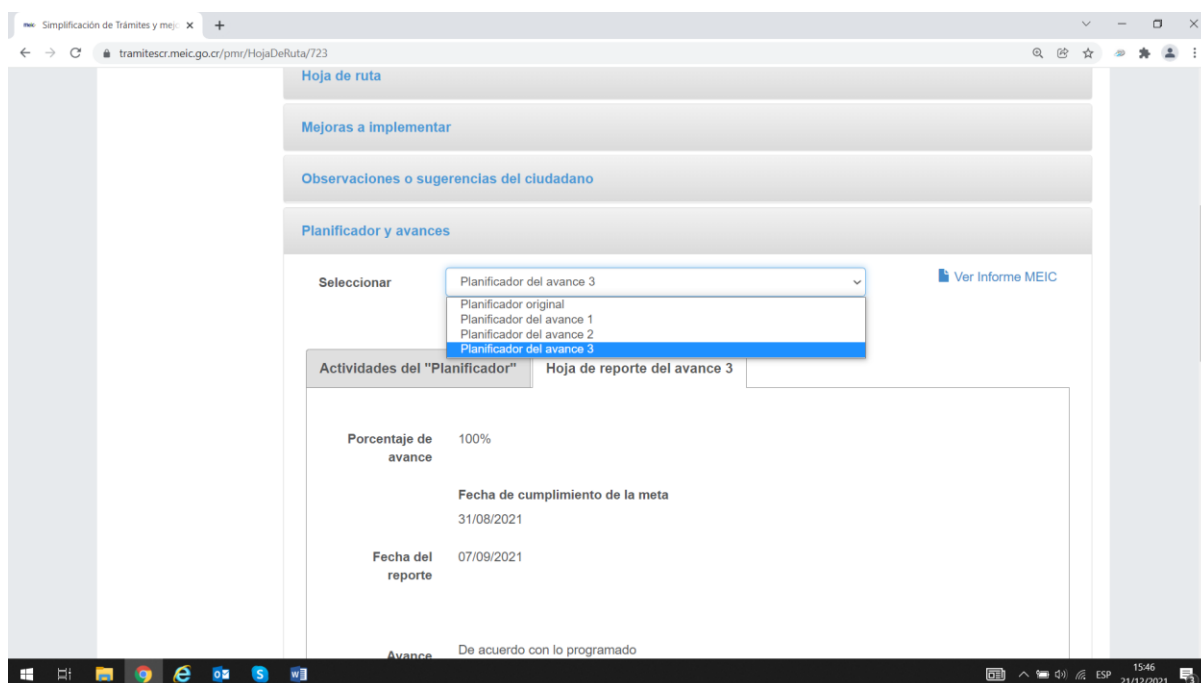 Simplificación de Trámites y mejo
tramitescr.meic.go.cr/pmr/HojaDeRuta/723
Hoja de ruta
Mejoras a implementar
Observaciones o sugerencias del ciudadano
Planificador y avances
Seleccionar
Planificador del avance 3
Ver Informe MEIC
Planificador original
Planificador del avance 1
Planificador del avance 2
Planificador del avance 3
Actividades del "Planificador"
Hoja de reporte del avance 3
Porcentaje de
avance
100%
Fecha de cumplimiento de la meta
31/08/2021
Fecha del
reporte
07/09/2021
Avance
De acuerdo con lo programado
ESP
15:46
21/12/2021